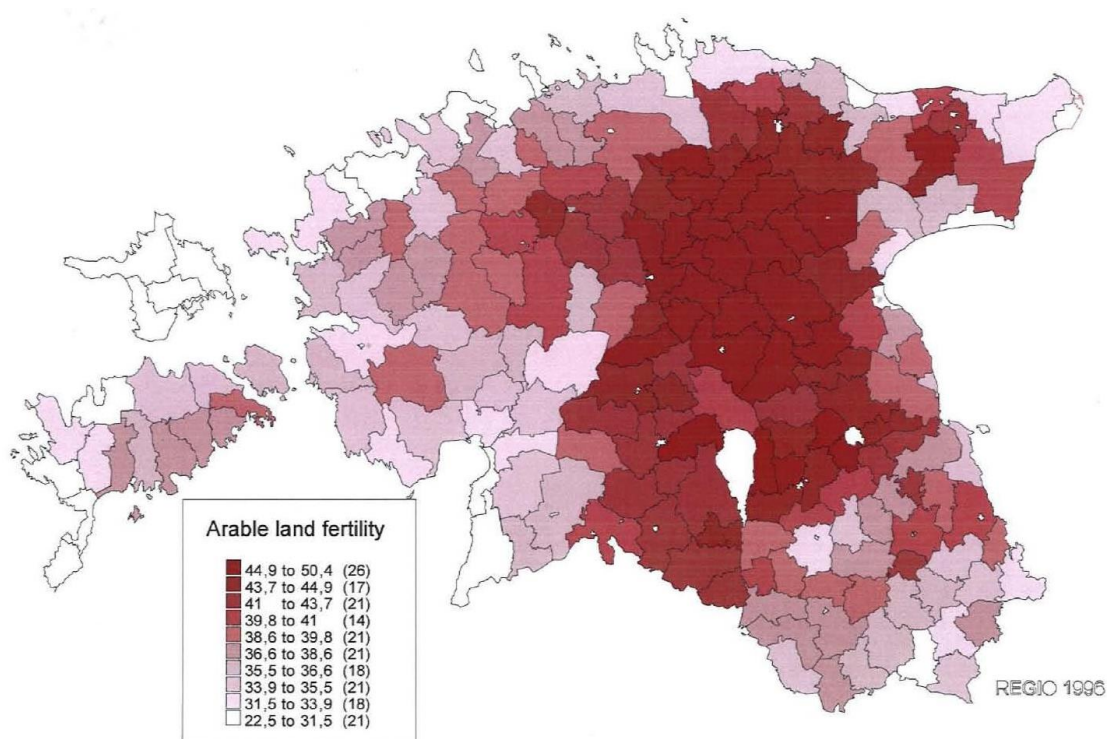 Arable land fertility
44,9 to 50,4 (26)
43,7 to 44,9 (17)
41 to 43,7 (21)
39,8 to 41 (14)
38,6 to 39,8 (21)
36,6 to 38,6 (21)
35,5 to 36,6 (18)
33,9 to 35,5 (21)
31,5 to 33,9 (18)
22,5 to 31,5 (21)
REGIO 1996